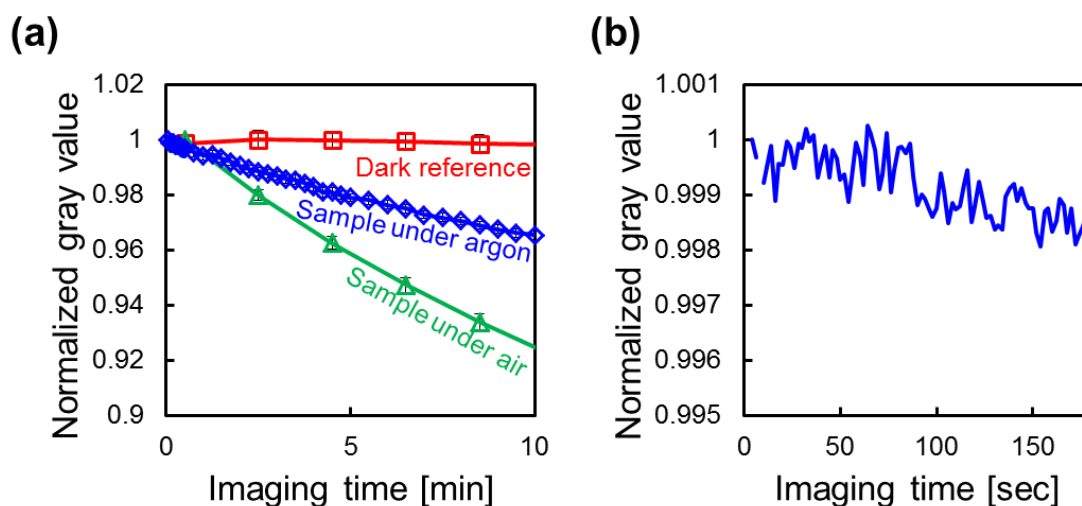 (a)
Normalized gray value
1.02
1
0.98
0.96
0.94
0.92
0.9
Dark reference
Sample under argon
Sample under air
0
5
10
Imaging time [min]
(b)
Normalized gray value
1.001
1
0.999
0.998
0.997
0.996
0.995
0
50
100
150
Imaging time [sec]